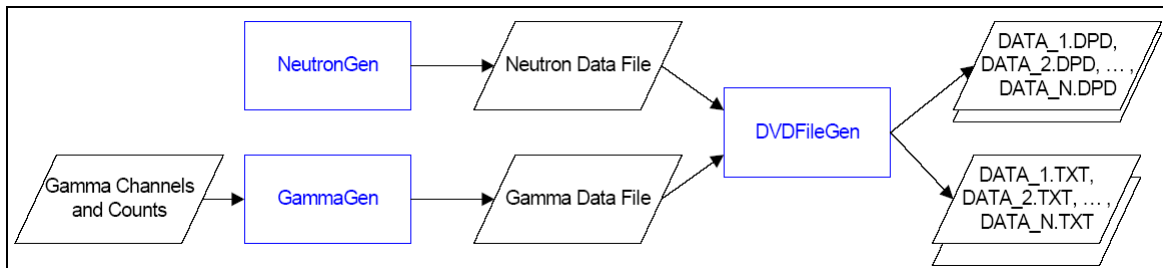 NeutronGen
Neutron Data File
DATA_1.DPD,
DATA_2.DPD, ... ,
DATA_N.DPD
DVDFileGen
Gamma Channels
and Counts
GammaGen
Gamma Data File
DATA_1.TXT,
DATA_2.TXT, ... ,
DATA_N.TXT